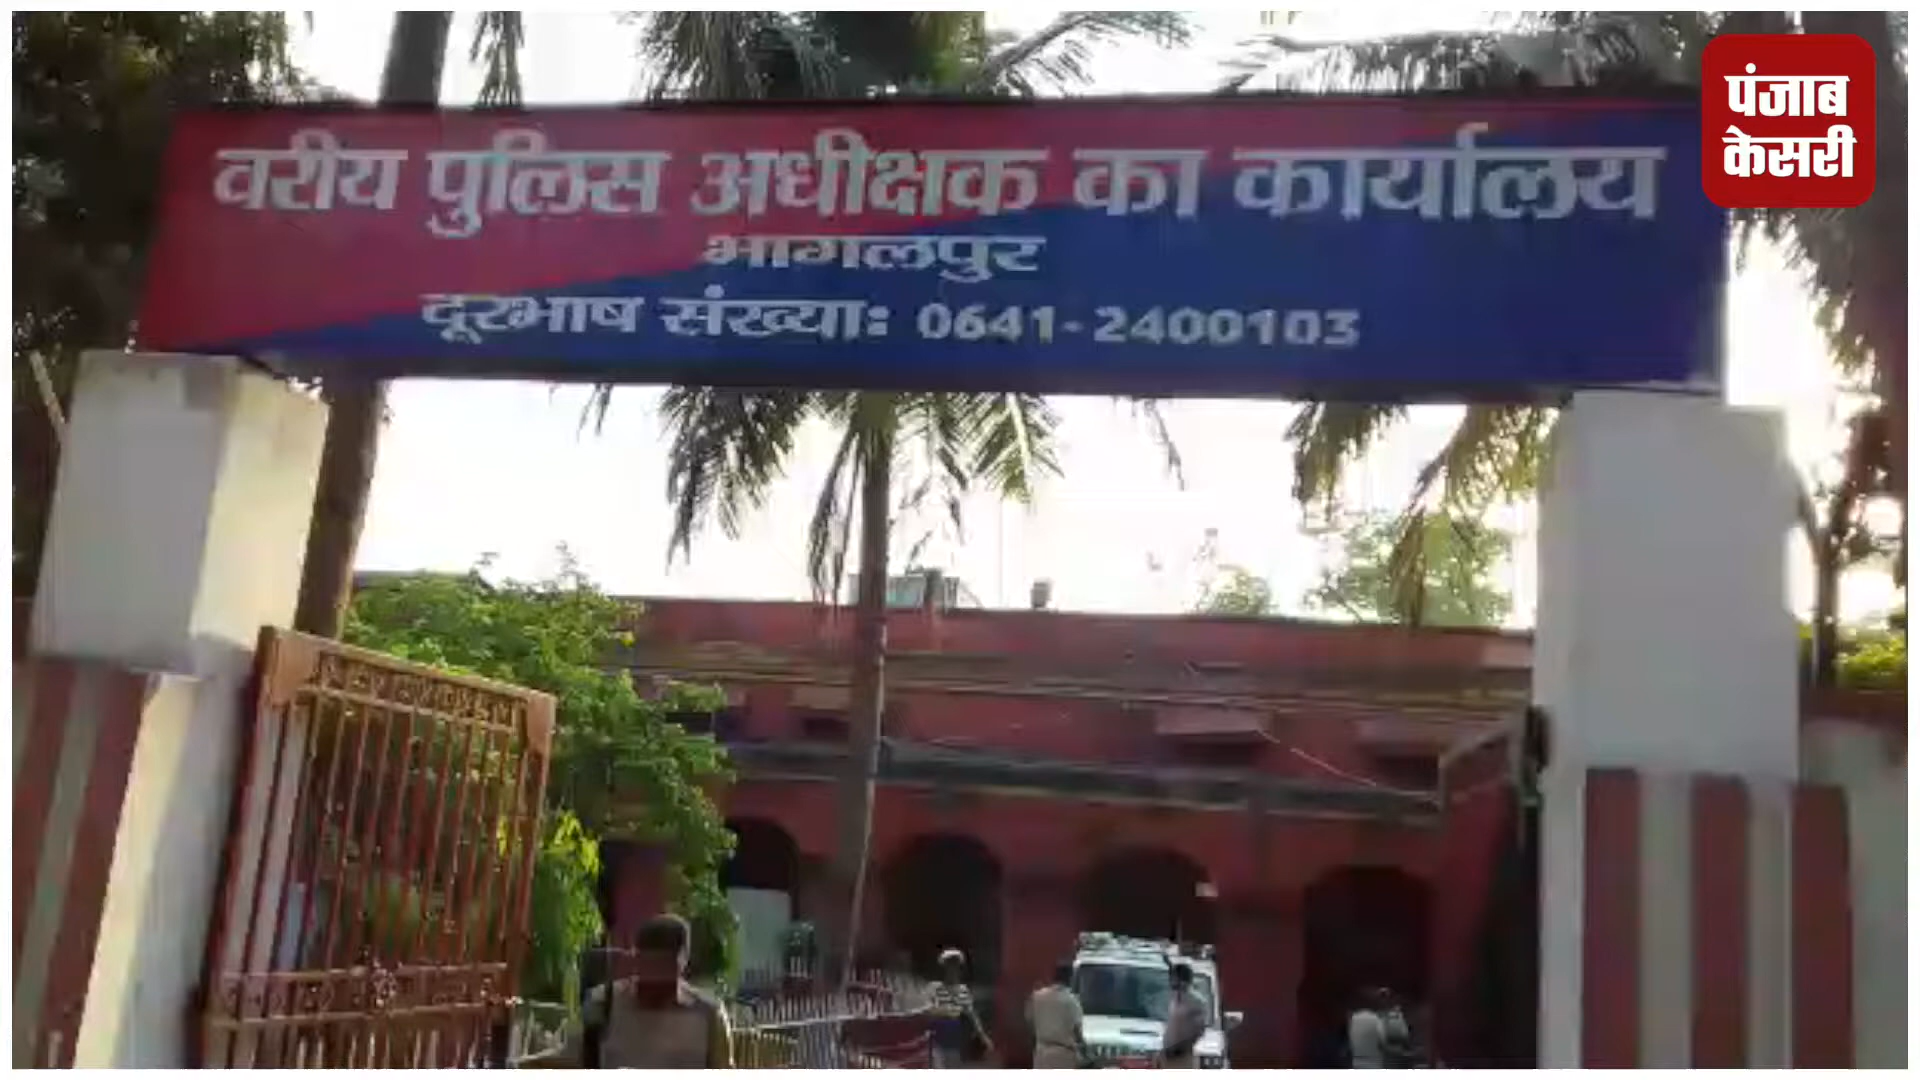 वरीय पुलिस अधीक्षक का कार्यालय
भागलपुर
दूरभाष संख्याः 0641-2400103
पंजाब
केसरी